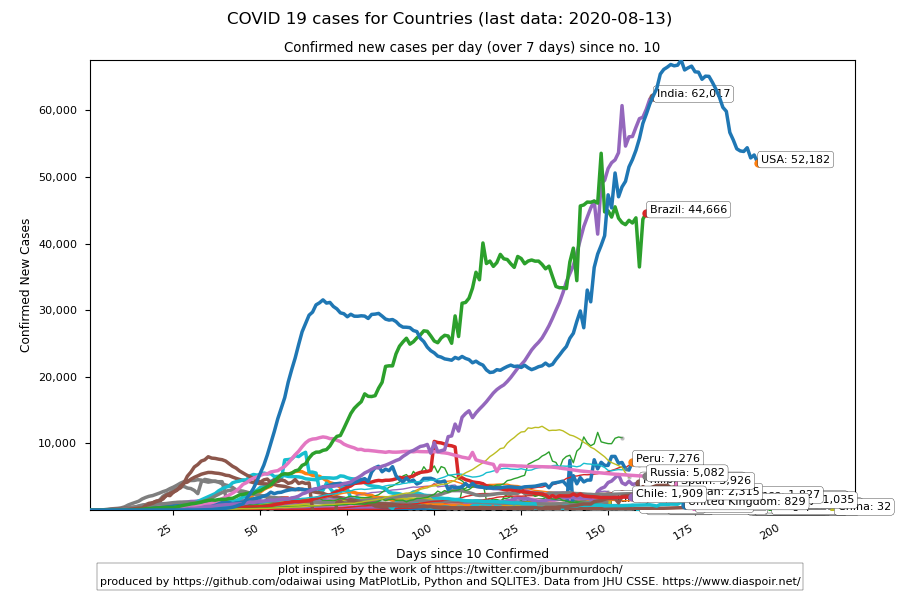 COVID 19 cases for Countries (last data: 2020-08-13)
Confirmed new cases per day (over 7 days) since no. 10
India: 62,017
60,000
USA: 52,182
50,000
Brazil: 44,666
40,000
Confirmed New Cases
30,000
20,000
10,000
Peru: 7,276
Russia: 5,082
Chile: 1,909
2,315
Kingdom: 829
1,035
China: 32
25
50
75
100
125
150
175
200
Days since 10 Confirmed
plot inspired by the work of https://twitter.com/jburnmurdoch/
produced by https://github.com/odaiwai using MatPlotLib, Python and SQLITE3. Data from JHU CSSE. https://www.diaspoir.net/